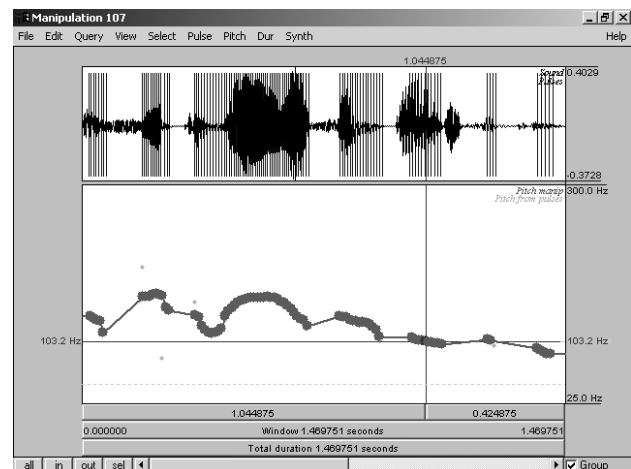 Manipulation 107
File Edit Query View Select Pulse Pitch Dur Synth Help
1.044875
Sound 0.4029
Pulses
-0.3728
Pitch manip 300.0 Hz
Pitch from pulses
103.2 Hz 103.2 Hz
25.0 Hz
1.044875 0.424875
0.000000 Window 1.469751 seconds 1.469751
Total duration 1.469751 seconds
all in out sel Group